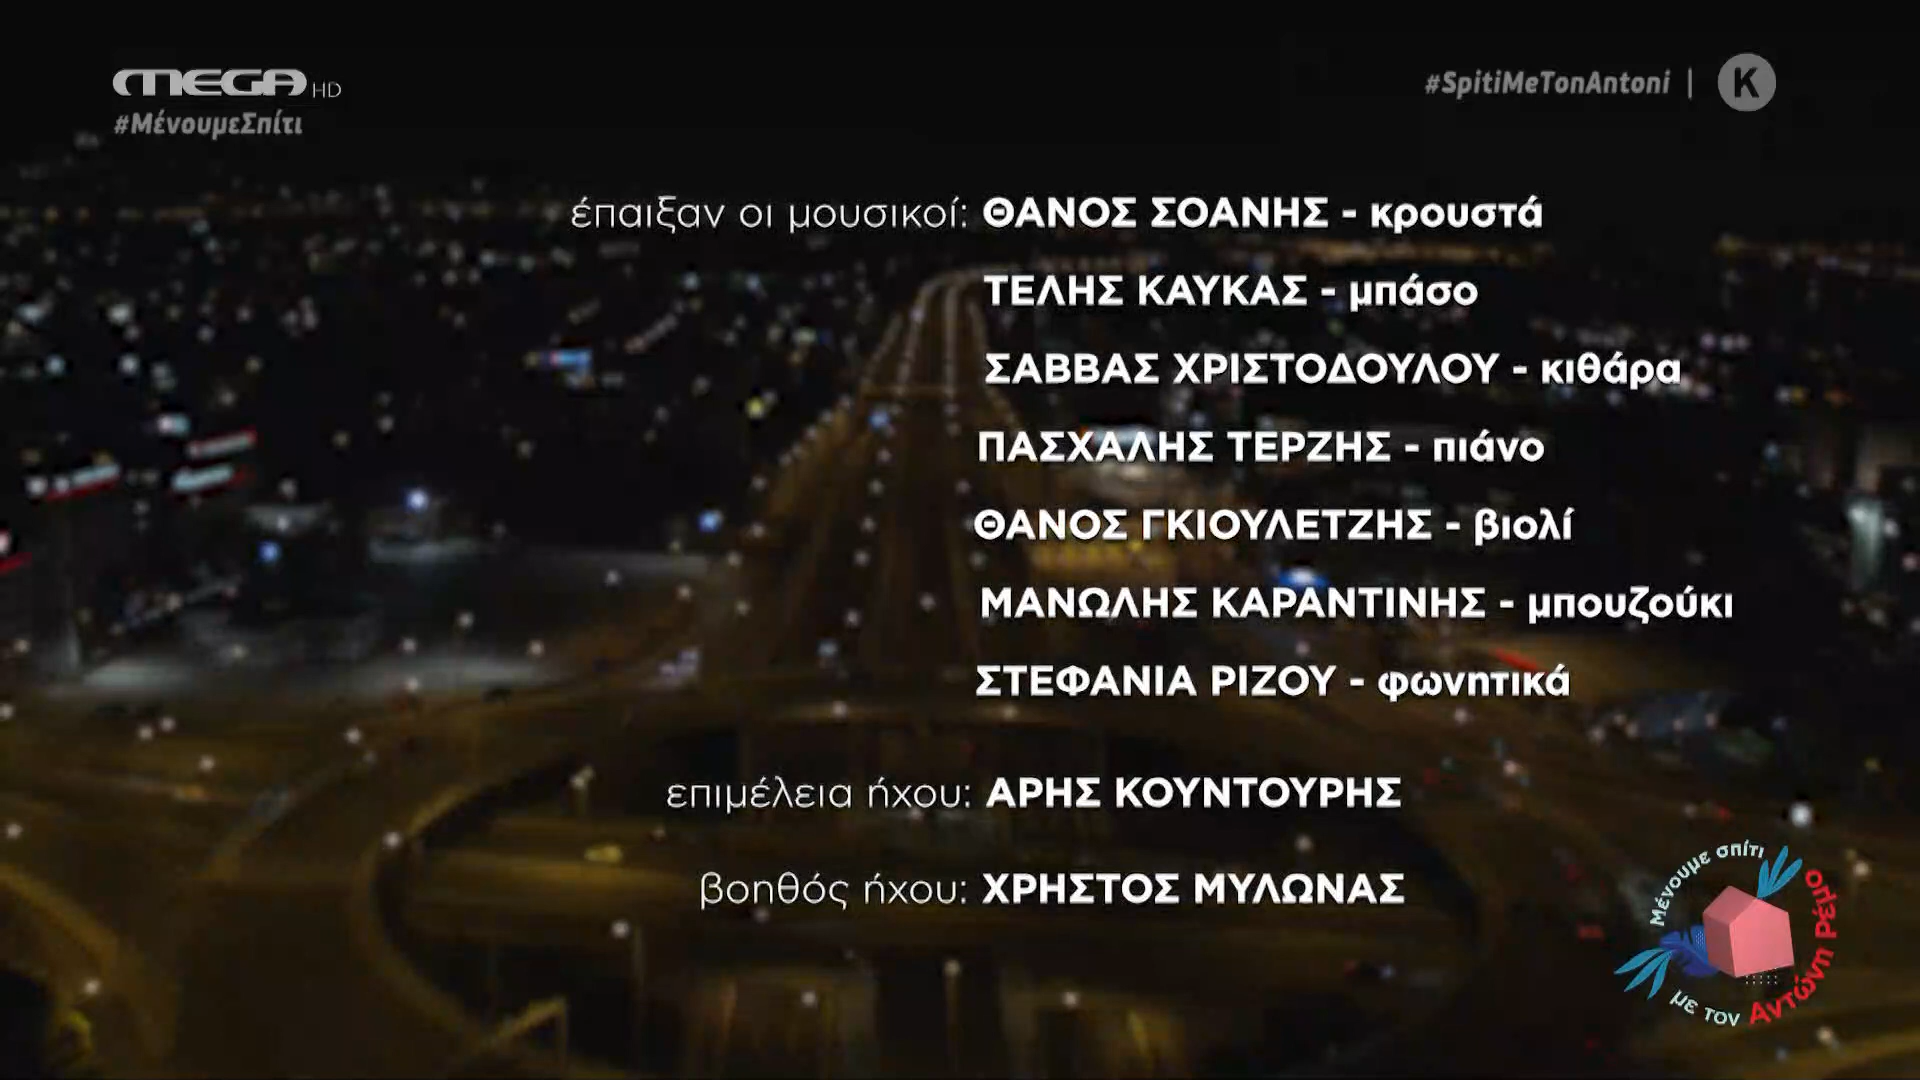 MEGA HD
#ΜένουμεΣπίτι
#SpitiMeTonAntoni | K
έπαιξαν οι μουσικοί: ΘΑΝΟΣ ΣΟΑΝΗΣ - κρουστά
ΤΕΛΗΣ ΚΑΥΚΑΣ - μπάσο
ΣΑΒΒΑΣ ΧΡΙΣΤΟΔΟΥΛΟΥ - κιθάρα
ΠΑΣΧΑΛΗΣ ΤΕΡΖΗΣ - πιάνο
ΘΑΝΟΣ ΓΚΙΟΥΛΕΤΖΗΣ - βιολί
ΜΑΝΩΛΗΣ ΚΑΡΑΝΤΙΝΗΣ - μπουζούκι
ΣΤΕΦΑΝΙΑ ΡΙΖΟΥ - φωνητικά
επιμέλεια ήχου: ΑΡΗΣ ΚΟΥΝΤΟΥΡΗΣ
βοηθός ήχου: ΧΡΗΣΤΟΣ ΜΥΛΩΝΑΣ
Μένουμε σπίτι
με τον Αντώνη Ρέμο